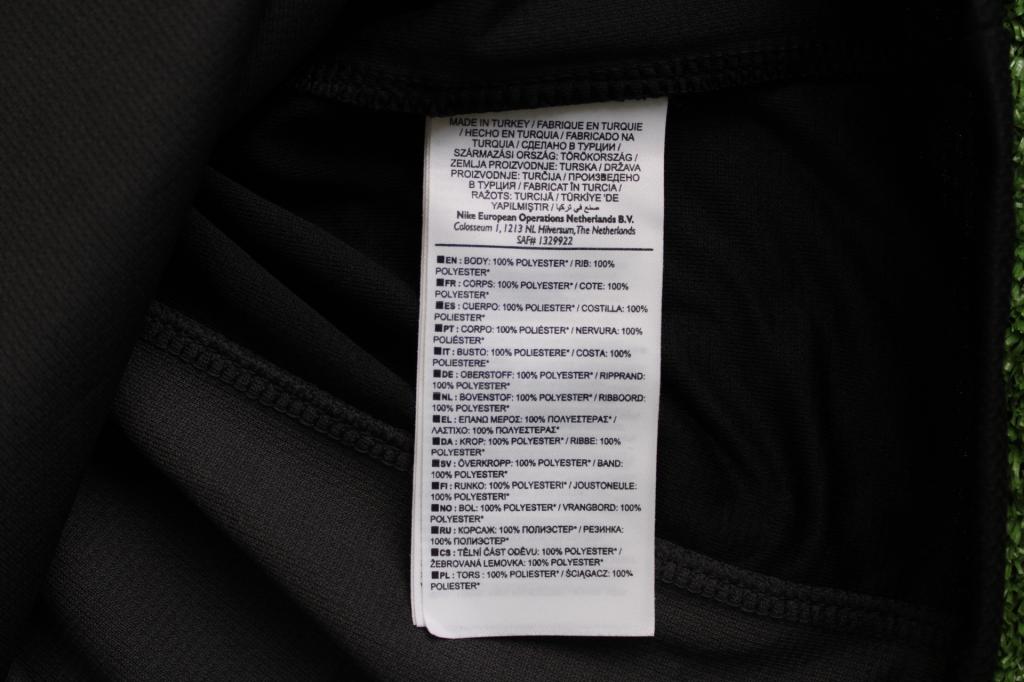 MADE IN TURKEY / FABRIQUE EN TURQUIE
/ HECHO EN TURQUIA / FABRICADO NA
TURQUIA / СДЕЛАНО В ТУРЦИИ /
SZÁRMAZÁSI ORSZÁG: TÖRÖKORSZÁG /
ZEMLJA PROIZVODNJE: TURSKA / DRŽAVA
PROIZVODNJE: TURČIJA / ПРОИЗВЕДЕНО
В ТУРЦИЯ / FABRICAT ÎN TURCIA /
RAŽOTS: TURCIJĀ / TÜRKİYE 'DE
YAPILMIŞTIR / صنع في تركيا
Nike European Operations Netherlands B.V.
Colosseum 1, 1213 NL Hilversum, The Netherlands
SAF# 1329922
■EN : BODY: 100% POLYESTER* / RIB: 100%
POLYESTER*
■FR : CORPS: 100% POLYESTER* / COTE: 100%
POLYESTER*
■ES : CUERPO: 100% POLIESTER* / COSTILLA: 100%
POLIESTER*
■PT : CORPO: 100% POLIÉSTER* / NERVURA: 100%
POLIÉSTER*
■IT : BUSTO: 100% POLIESTERE* / COSTA: 100%
POLIESTERE*
■DE : OBERSTOFF: 100% POLYESTER* / RIPPRAND:
100% POLYESTER*
■NL : BOVENSTOF: 100% POLYESTER* / RIBBOORD:
100% POLYESTER*
■EL : ΕΠΑΝΩ ΜΕΡΟΣ: 100% ΠΟΛΥΕΣΤΕΡΑΣ* /
ΛΑΣΤΙΧΟ: 100% ΠΟΛΥΕΣΤΕΡΑΣ*
■DA : KROP: 100% POLYESTER* / RIBBE: 100%
POLYESTER*
■SV : ÖVERKROPP: 100% POLYESTER* / BAND:
100% POLYESTER*
■FI : RUNKO: 100% POLYESTERI* / JOUSTONEULE:
100% POLYESTERI*
■NO : BOL: 100% POLYESTER* / VRANGBORD: 100%
POLYESTER*
■RU : КОРСАЖ: 100% ПОЛИЭСТЕР* / РЕЗИНКА:
100% ПОЛИЭСТЕР*
■CS : TĚLNÍ ČÁST ODĚVU: 100% POLYESTER* /
ŽEBROVANÁ LEMOVKA: 100% POLYESTER*
■PL : TORS : 100% POLIESTER* / ŚCIĄGACZ: 100%
POLIESTER*